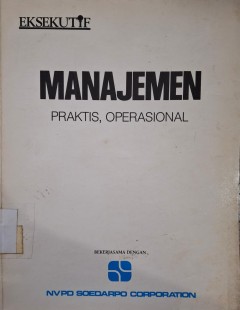 EKSEKUTIF
MANAJEMEN
PRAKTIS, OPERASIONAL
BEKERJASAMA DENGAN
NVPD SOEDARPO CORPORATION